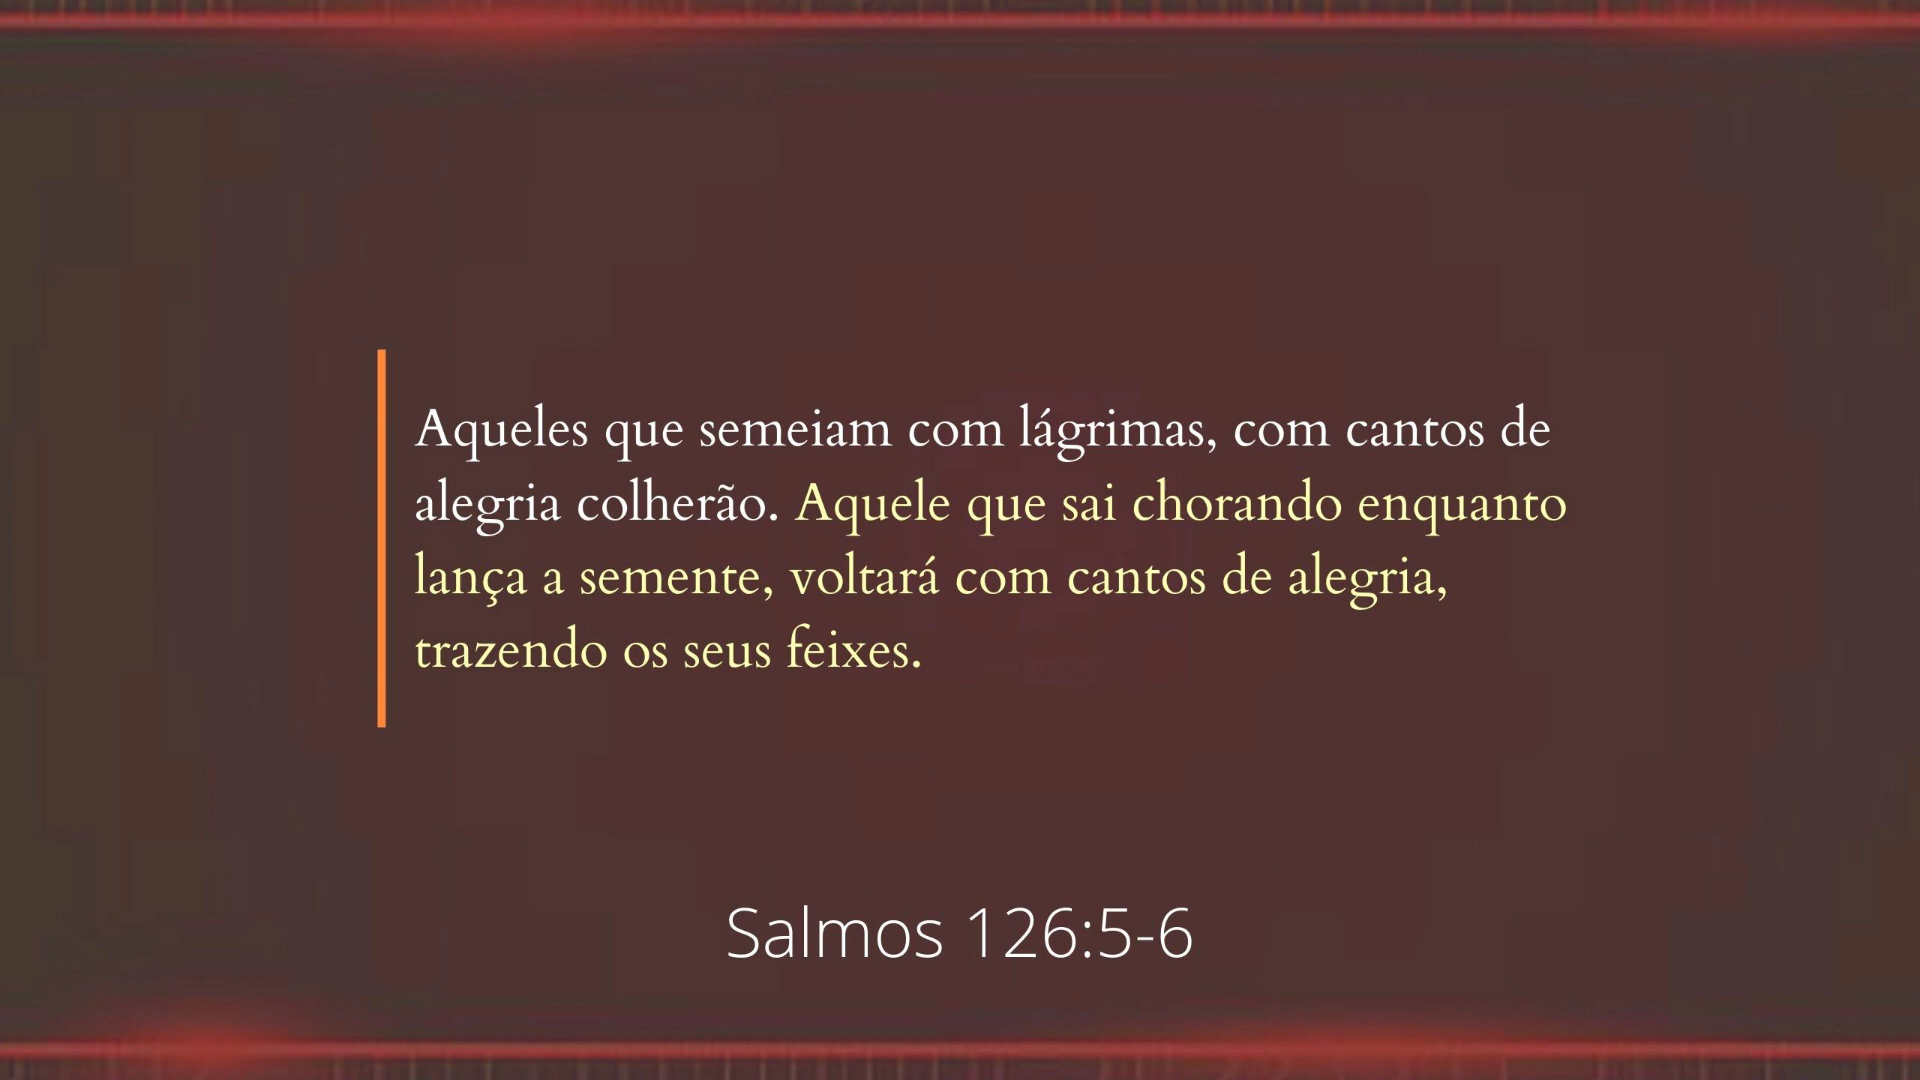 Aqueles que semeiam com lágrimas, com cantos de
alegria colherão. Aquele que sai chorando enquanto
lança a semente, voltará com cantos de alegria,
trazendo os seus feixes.
Salmos 126:5-6